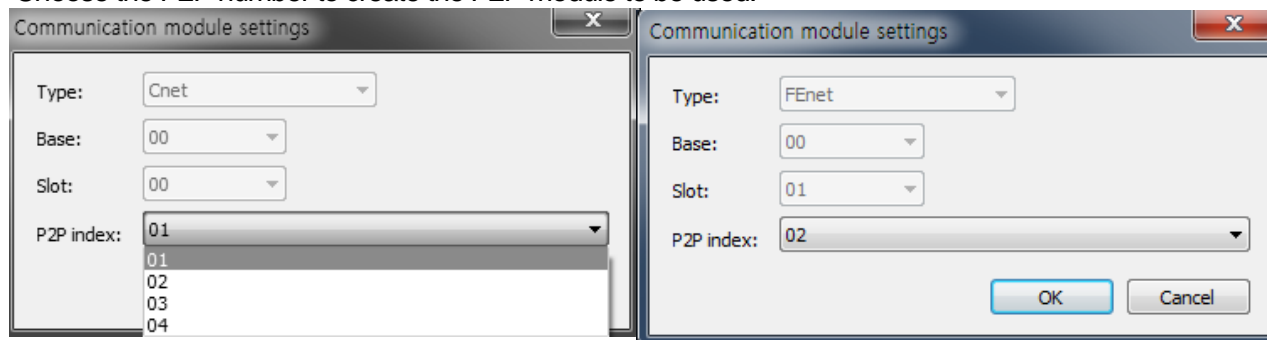 Communication module settings
x
Type:
Cnet
Base:
00
Slot:
00
P2P index:
01
01
02
03
04
Communication module settings
x
Type:
FEnet
Base:
00
Slot:
01
P2P index:
02
OK
Cancel